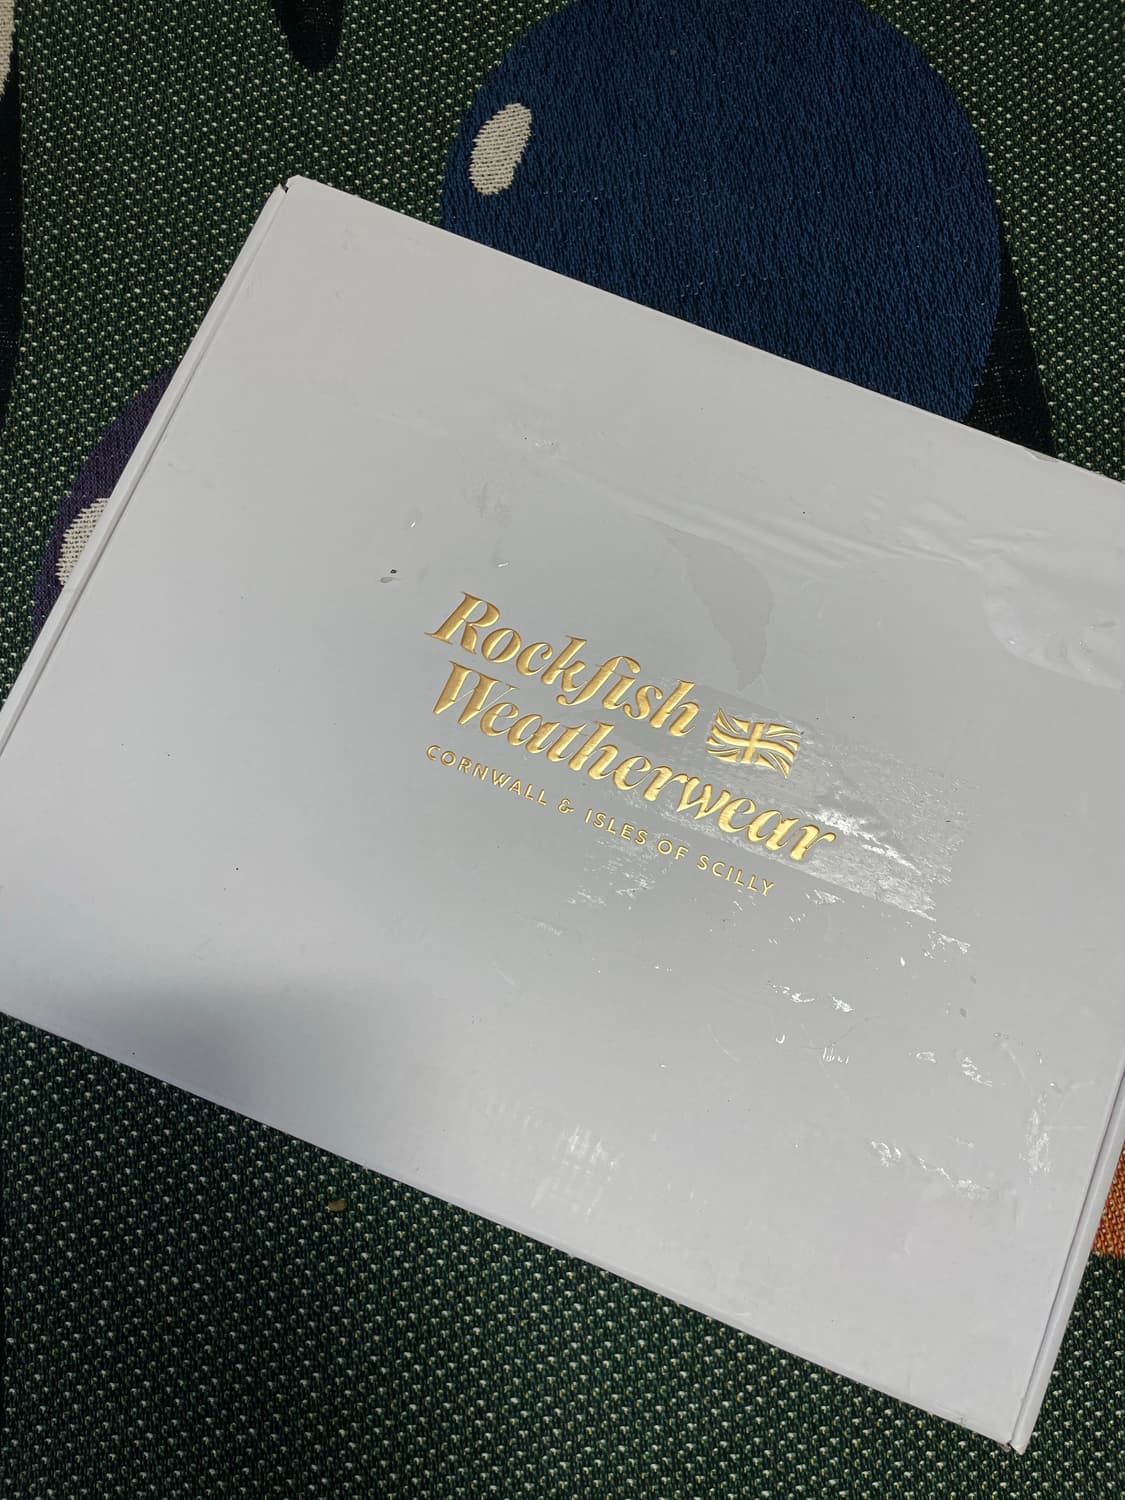 Rockfish
Weatherwear
CORNWALL & ISLES OF SCILLY